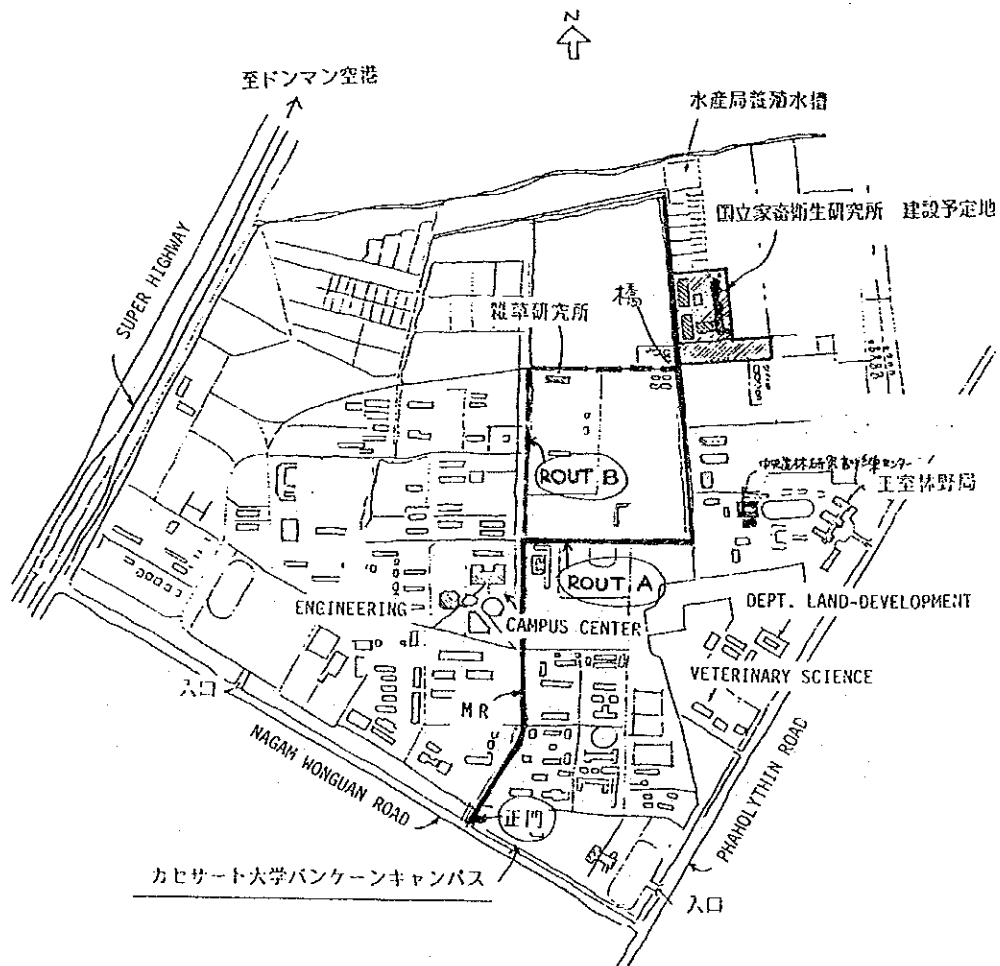 N
至ドンマン空港
水産局養殖水槽
国立家畜衛生研究所 建設予定地
SUPER HIGHWAY
橋
雑草研究所
ROUT B
王室林野局
ROUT A
ENGINEERING
CAMPUS CENTER
DEPT. LAND-DEVELOPMENT
VETERINARY SCIENCE
入口
MR
NAGAM WONGUAN ROAD
正門
PHAHOLYTHIN ROAD
カセサート大学バンケーンキャンパス
入口